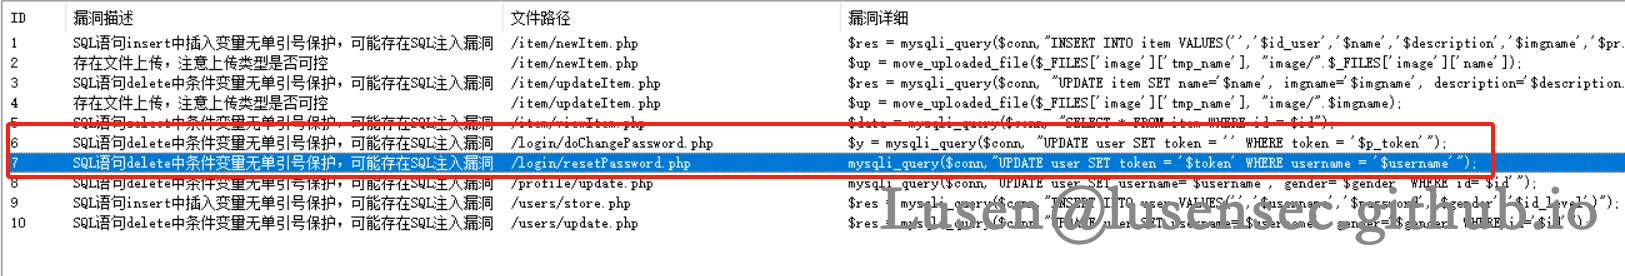 ID 漏洞描述 文件路径 漏洞详细
1 SQL语句insert中插入变量无单引号保护，可能存在SQL注入漏洞 /item/newItem.php $res = mysqli_query($conn,"INSERT INTO item VALUES('','$id_user','$name','$description','$imgname','$pr...
2 存在文件上传，注意上传类型是否可控 /item/newItem.php $up = move_uploaded_file($_FILES['image']['tmp_name'], "image/".$_FILES['image']['name']);
3 SQL语句delete中条件变量无单引号保护，可能存在SQL注入漏洞 /item/updateItem.php $res = mysqli_query($conn, "UPDATE item SET name='$name', imgname='$imgname', description='$description...
4 存在文件上传，注意上传类型是否可控 /item/updateItem.php $up = move_uploaded_file($_FILES['image']['tmp_name'], "image/".$imgname);
5 SQL语句select中条件变量无单引号保护，可能存在SQL注入漏洞 /item/viewItem.php $data = mysqli_query($conn, "SELECT * FROM item WHERE id = $id");
6 SQL语句delete中条件变量无单引号保护，可能存在SQL注入漏洞 /login/doChangePassword.php $y = mysqli_query($conn, "UPDATE user SET token = '' WHERE token = '$p_token'");
7 SQL语句delete中条件变量无单引号保护，可能存在SQL注入漏洞 /login/resetPassword.php mysqli_query($conn,"UPDATE user SET token = '$token' WHERE username = '$username'");
8 SQL语句delete中条件变量无单引号保护，可能存在SQL注入漏洞 /profile/update.php mysqli_query($conn,"UPDATE user SET username='$username', gender='$gender' WHERE id='$id'");
9 SQL语句insert中插入变量无单引号保护，可能存在SQL注入漏洞 /users/store.php $res = mysqli_query($conn,"INSERT INTO user VALUES('','$username','$password','$gender','$id_level')");
10 SQL语句delete中条件变量无单引号保护，可能存在SQL注入漏洞 /users/update.php $res = mysqli_query($conn,"UPDATE user SET username='$username', gender='$gender' WHERE id='$id'");
Lusen@lusensec.github.io